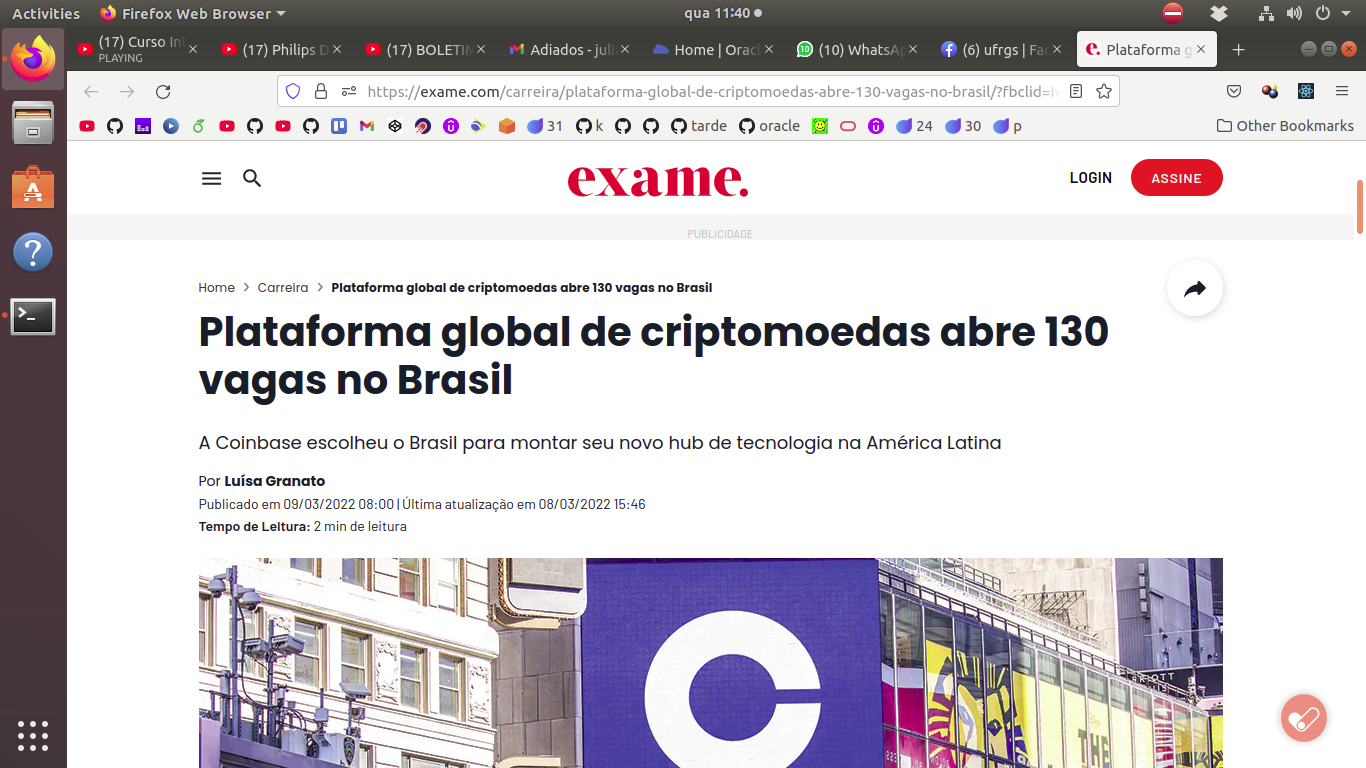 Activities
Firefox Web Browser
qua 11:40
(17) Curso Int
PLAYING
(17) Philips D
(17) BOLETIM
Adiados - juli
Home | Oracl
(10) WhatsAp
(6) ufrgs | Fac
Plataforma g
https://exame.com/carreira/plataforma-global-de-criptomoedas-abre-130-vagas-no-brasil/?fbclid=Iw
31
k
tarde
oracle
24
30
p
Other Bookmarks
exame.
LOGIN
ASSINE
PUBLICIDADE
Home > Carreira > Plataforma global de criptomoedas abre 130 vagas no Brasil
Plataforma global de criptomoedas abre 130
vagas no Brasil
A Coinbase escolheu o Brasil para montar seu novo hub de tecnologia na América Latina
Por Luísa Granato
Publicado em 09/03/2022 08:00 | Última atualização em 08/03/2022 15:46
Tempo de Leitura: 2 min de leitura
THE